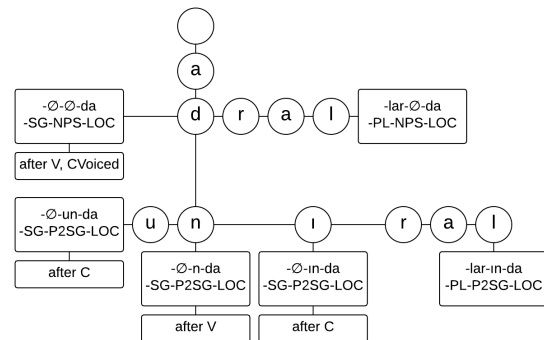 a
-∅-∅-da
-SG-NPS-LOC
d r a l
-lar-∅-da
-PL-NPS-LOC
after V, CVoiced
-∅-un-da
-SG-P2SG-LOC
u n ı r a l
after C
-∅-n-da
-SG-P2SG-LOC
-∅-ın-da
-SG-P2SG-LOC
-lar-ın-da
-PL-P2SG-LOC
after V
after C